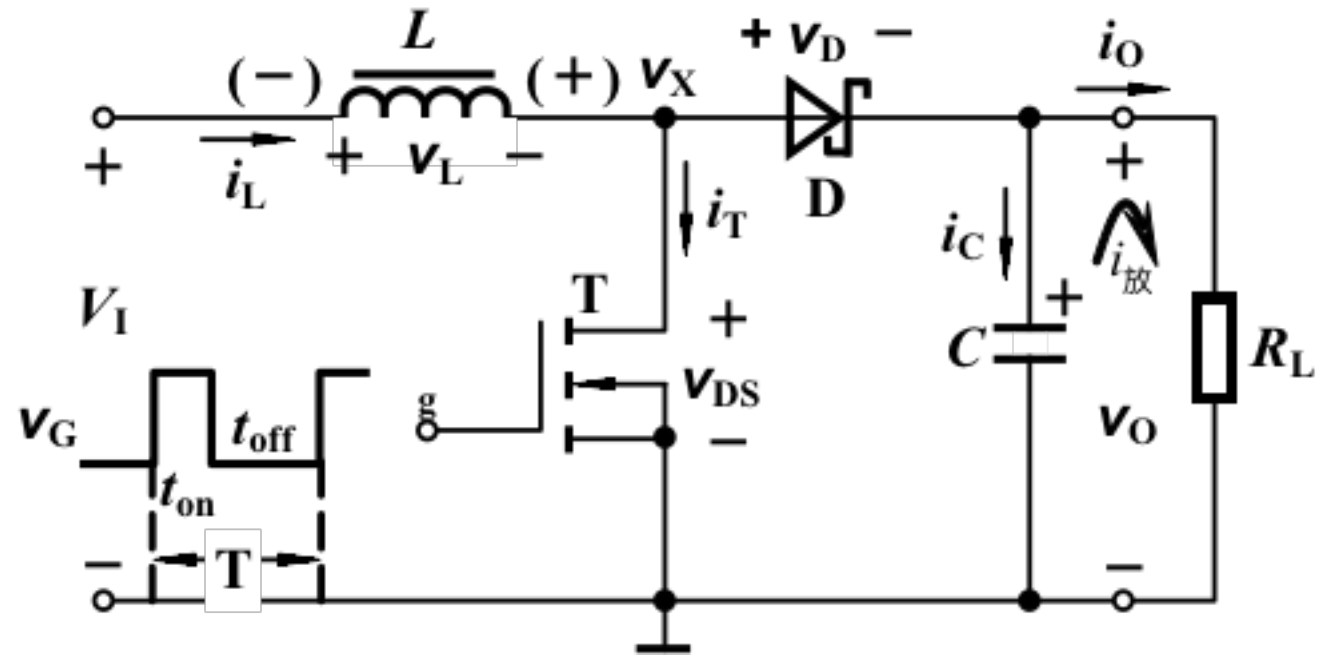 L
+ vD −
iO
(−)
(+)
vX
+
iL
+ vL −
D
iT
iC
+
i放
VI
T
+
vDS
−
g
C
+
RL
vO
vG
toff
ton
T
−
−